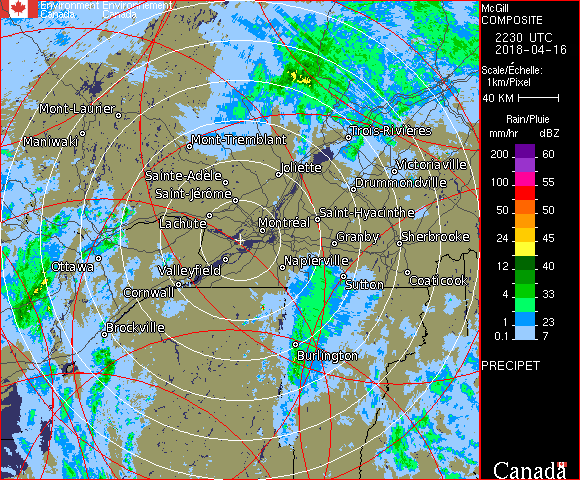 Environment Environnement
Canada Canada
Mont-Laurier
Maniwaki
Mont-Tremblant
Trois-Rivières
Joliette
Victoriaville
Sainte-Adèle
Drummondville
Saint-Jérôme
Lachute
Saint-Hyacinthe
Montréal
Granby
Sherbrooke
Ottawa
Valleyfield
Napierville
Coaticook
Sutton
Cornwall
Brockville
Burlington
McGill
COMPOSITE
2230 UTC
2018-04-16
Scale/Échelle:
1km/Pixel
40 KM
Rain/Pluie
mm/hr dBZ
200 60
100 55
50 50
24 45
12 40
4 33
1 23
0.1 7
PRECIPET
Canada